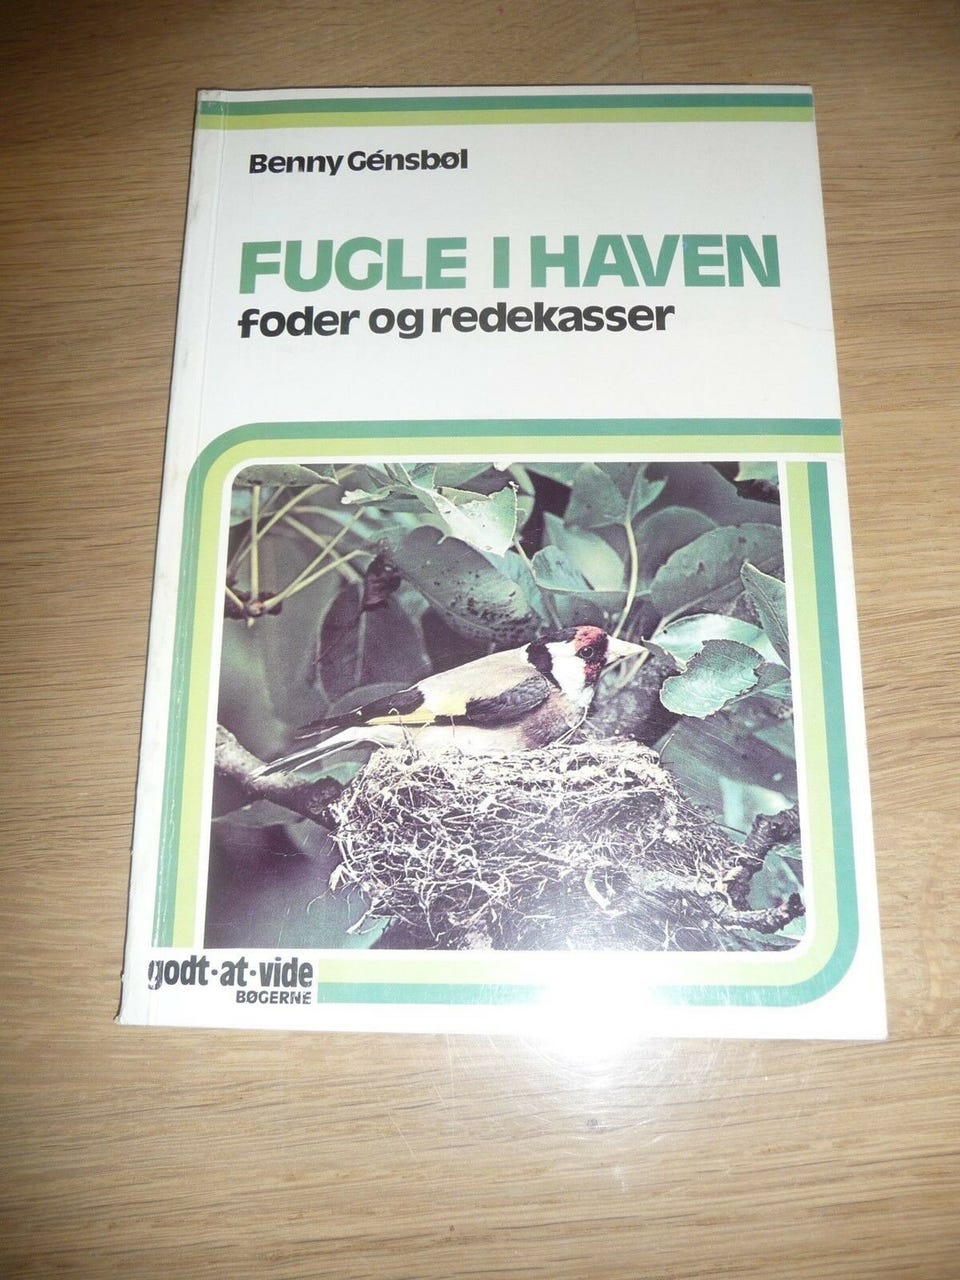 Benny Génsbøl
FUGLE I HAVEN
foder og redekasser
godt·at·vide
BØGERNE